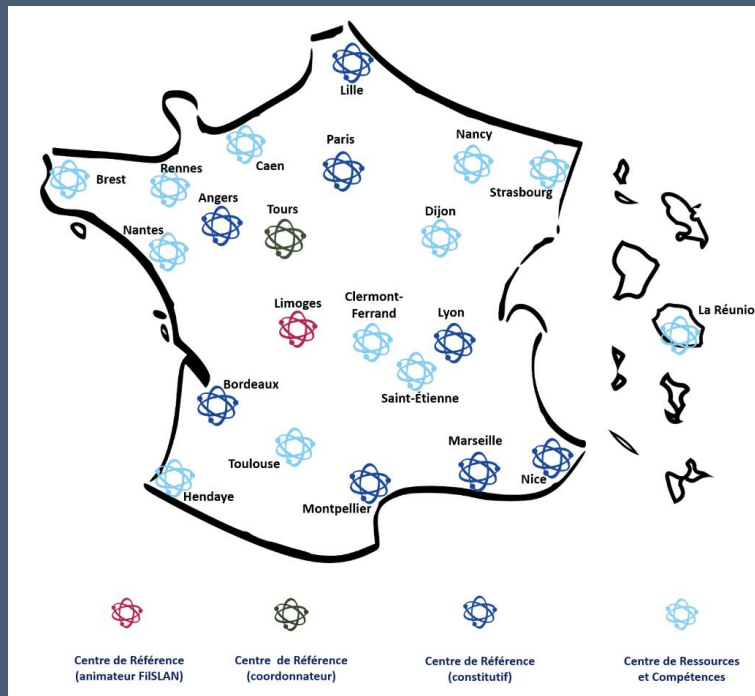 Lille
Paris
Nancy
Caen
Rennes
Brest
Strasbourg
Angers
Tours
Dijon
Nantes
Limoges
Clermont-
Ferrand
Lyon
La Réunio
Bordeaux
Saint-Étienne
Marseille
Toulouse
Nice
Hendaye
Montpellier
Centre de Référence
(animateur FilSLAN)
Centre de Référence
(coordonnateur)
Centre de Référence
(constitutif)
Centre de Ressources
et Compétences